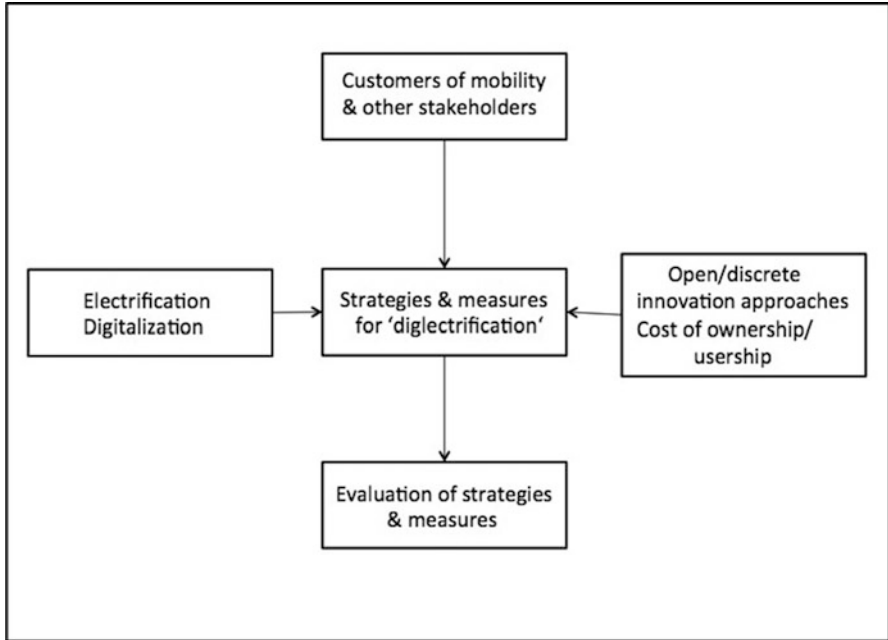 Customers of mobility
& other stakeholders
Electrification
Digitalization
Strategies & measures
for ‘diglectrification‘
Open/discrete
innovation approaches
Cost of ownership/
usership
Evaluation of strategies
& measures